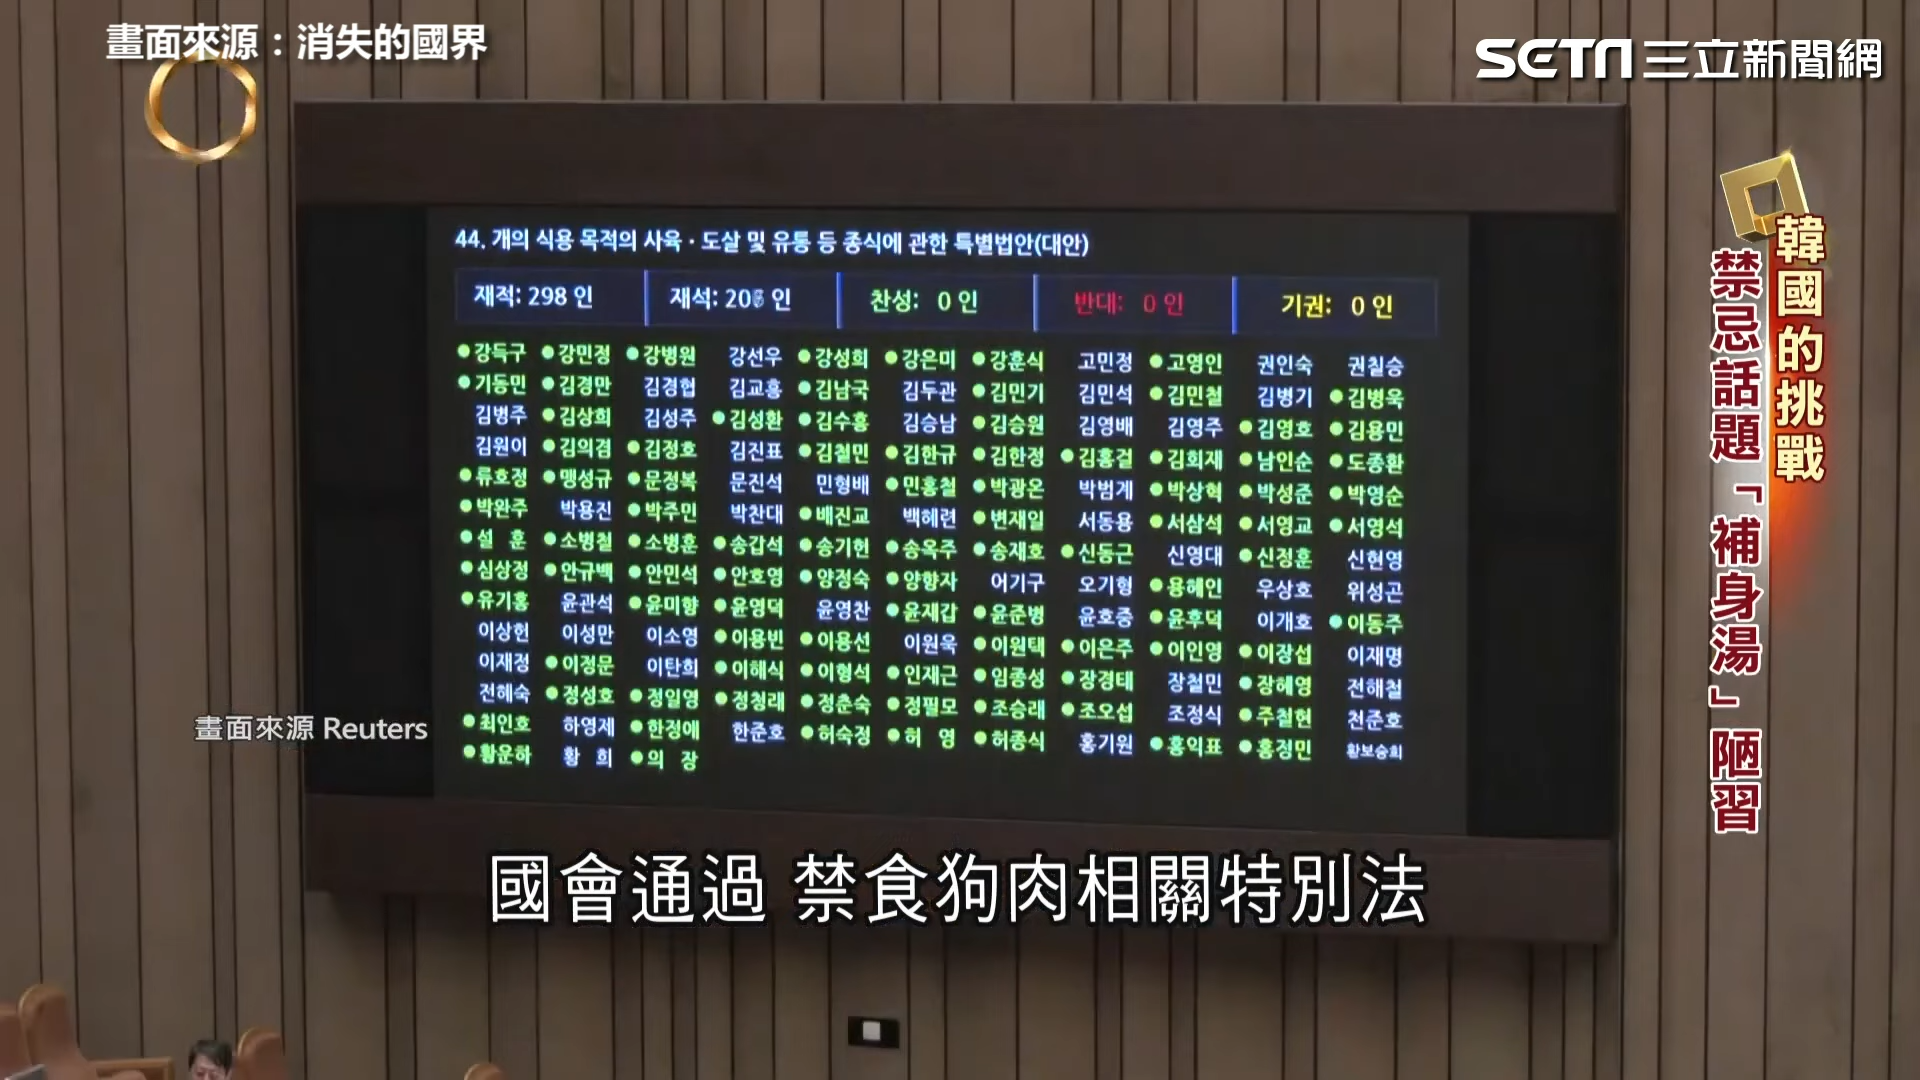 畫面來源：消失的國界
SETN三立新聞網
韓國的挑戰
禁忌話題「補身湯」陋習
44. 개의 식용 목적의 사육·도살 및 유통 등 종식에 관한 특별법안(대안)
재적: 298 인 재석: 인 찬성: 0 인 반대: 0 인 기권: 0 인
강득구 강민정 강병원 강선우 강성희 강은미 강훈식 고민정 고영인 권인숙 권칠승
기동민 김경만 김경협 김교흥 김남국 김두관 김민기 김민석 김민철 김병기 김병욱
김병주 김상희 김성주 김성환 김수흥 김승남 김승원 김영배 김영주 김영호 김용민
김원이 김의겸 김정호 김진표 김철민 김한규 김한정 김홍걸 김회재 남인순 도종환
류호정 맹성규 문정복 문진석 민형배 민홍철 박광온 박범계 박상혁 박성준 박영순
박완주 박용진 박주민 박찬대 배진교 백혜련 변재일 서동용 서삼석 서영교 서영석
설 훈 소병철 소병훈 송갑석 송기헌 송옥주 송재호 신동근 신영대 신정훈 신현영
심상정 안규백 안민석 안호영 양정숙 양향자 어기구 오기형 용혜인 우상호 위성곤
유기홍 윤관석 윤미향 윤영덕 윤영찬 윤재갑 윤준병 윤호중 윤후덕 이개호 이동주
이상헌 이성만 이소영 이용빈 이용선 이원욱 이원택 이은주 이인영 이장섭 이재명
이재정 이정문 이탄희 이해식 이형석 인재근 임종성 장경태 장철민 장혜영 전해철
전혜숙 정성호 정일영 정청래 정춘숙 정필모 조승래 조오섭 조정식 주철현 전준호
최인호 하영제 한정애 한준호 허숙정 허 영 허종식 홍기원 홍익표 홍정민 황보승희
황운하 황 희 의 장
畫面來源 Reuters
國會通過 禁食狗肉相關特別法